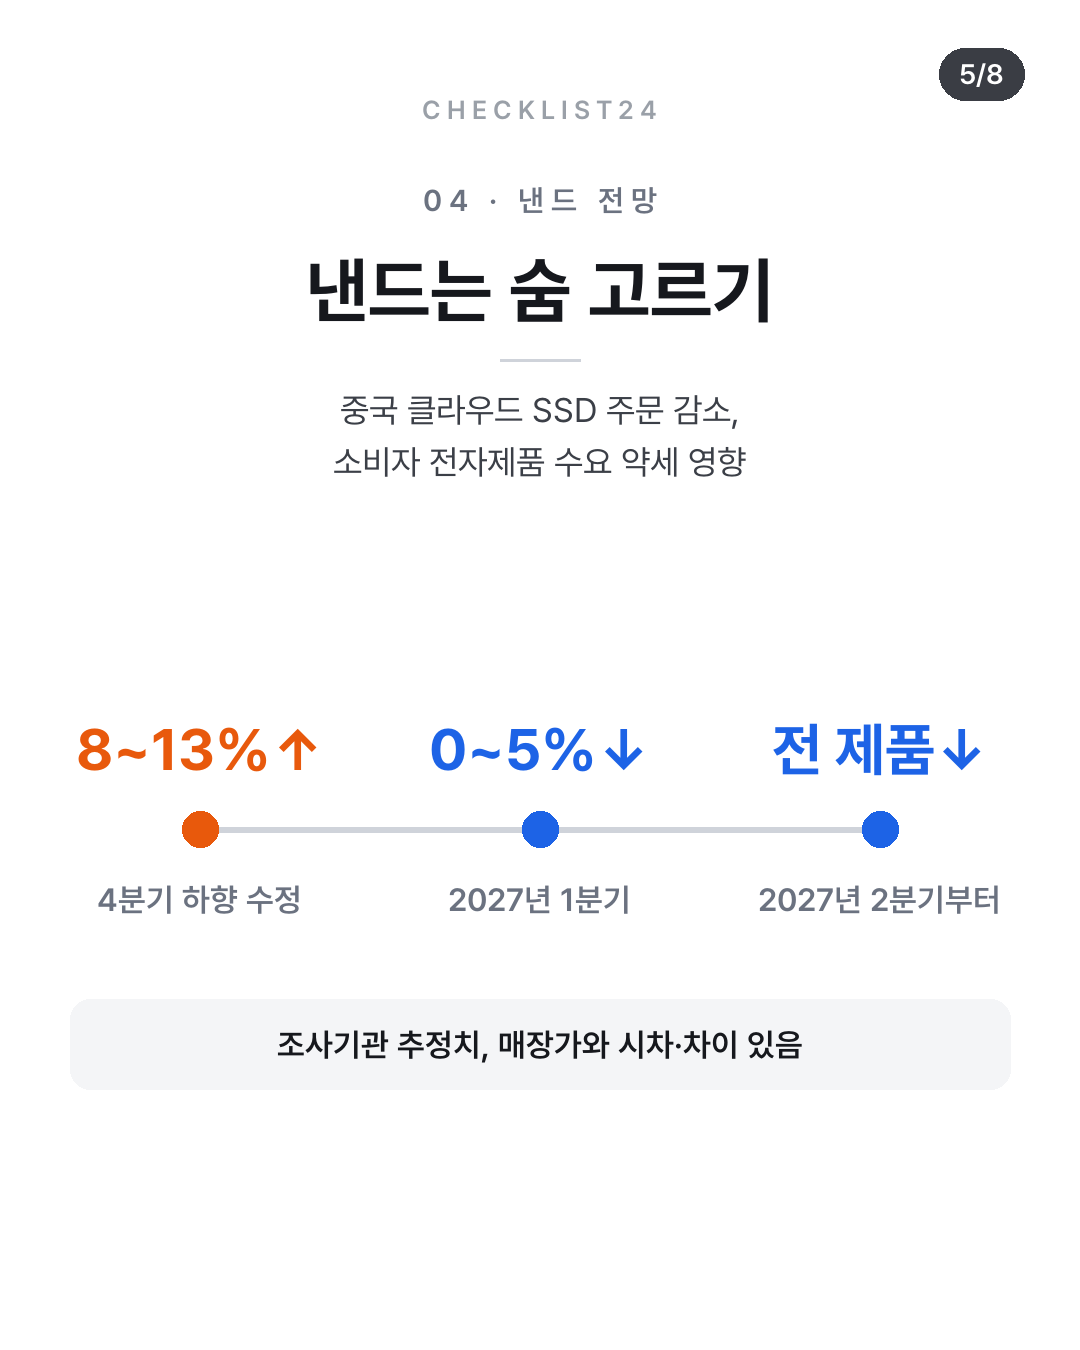 5/8
CHECKLIST24
04 · 낸드 전망
낸드는 숨 고르기
중국 클라우드 SSD 주문 감소,
소비자 전자제품 수요 약세 영향
8~13%↑
0~5%↓
전 제품↓
4분기 하향 수정
2027년 1분기
2027년 2분기부터
조사기관 추정치, 매장가와 시차·차이 있음